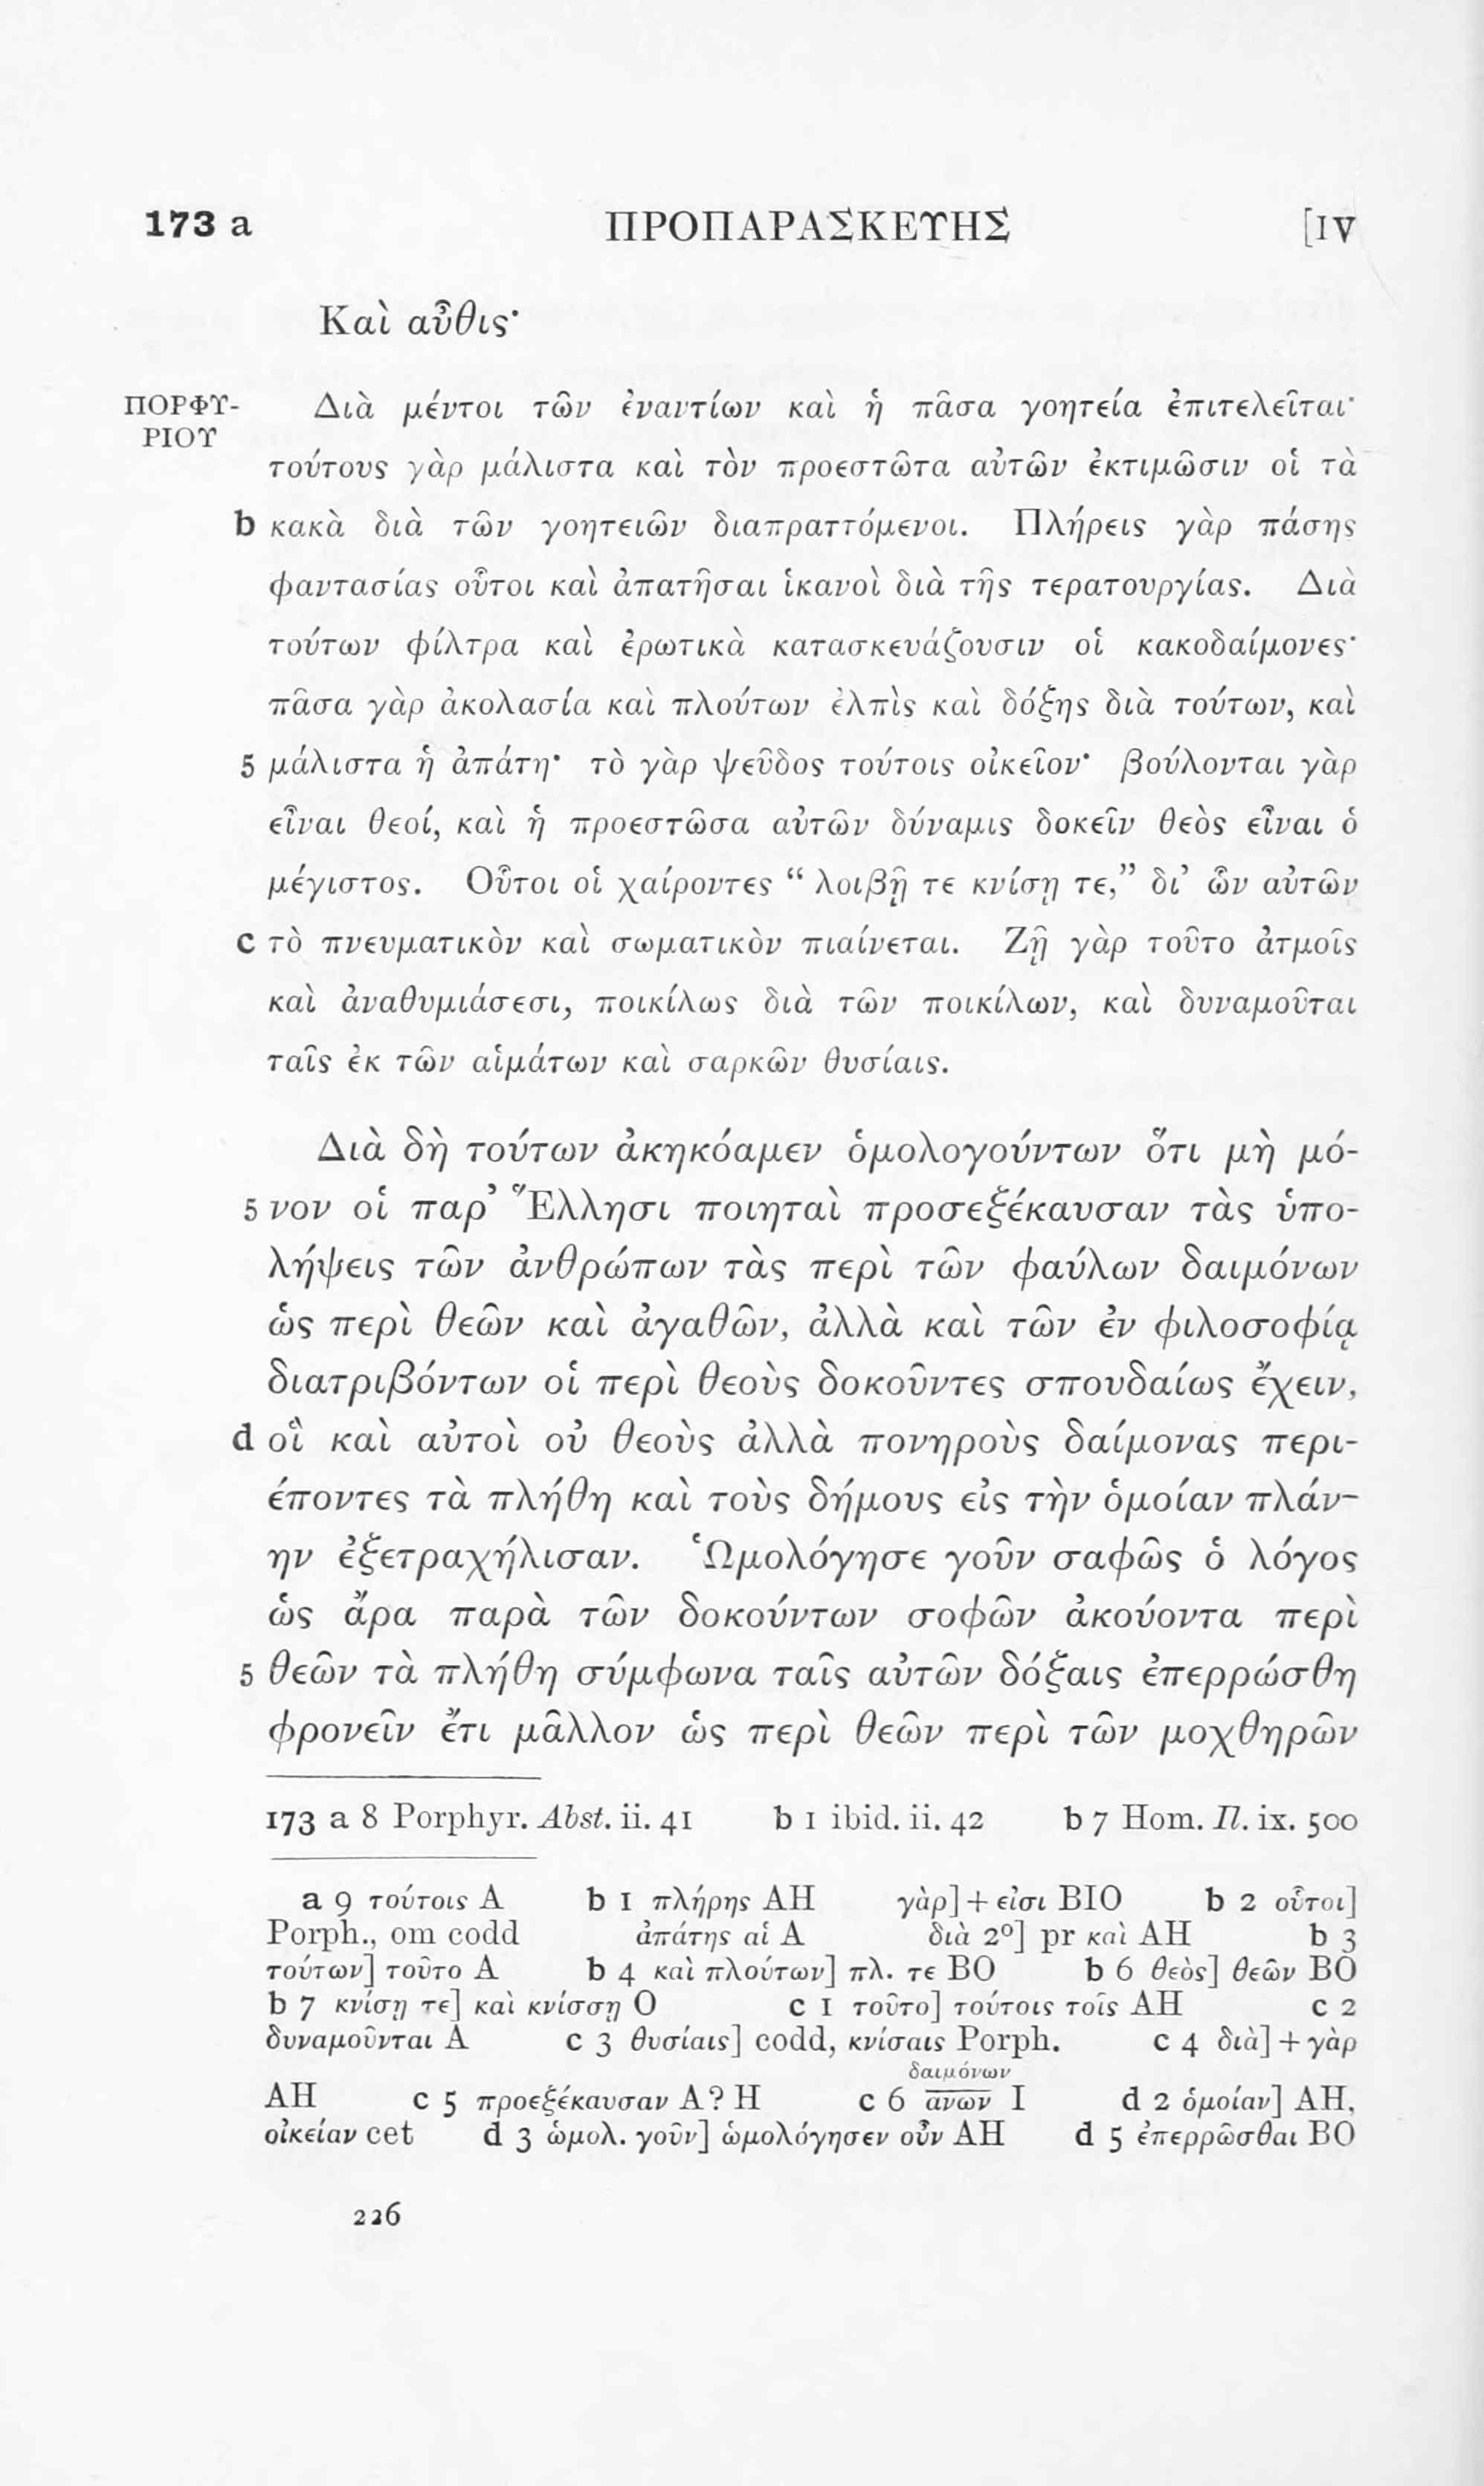 173 a ΠΡΟΠΑΡΑΣΚΕΥΗΣ [IV
Καὶ αὖθις·
ΠΟΡΦΥ- Διὰ μέντοι τῶν ἐναντίων καὶ ἡ πᾶσα γοητεία ἐπιτελεῖται·
ΡΙΟΥ
τούτους γὰρ μάλιστα καὶ τὸν προεστῶτα αὐτῶν ἐκτιμῶσιν οἱ τὰ
b κακὰ διὰ τῶν γοητειῶν διαπραττόμενοι. Πλήρεις γὰρ πάσης
φαντασίας οὗτοι καὶ ἀπατῆσαι ἱκανοὶ διὰ τῆς τερατουργίας. Διὰ
τούτων φίλτρα καὶ ἐρωτικὰ κατασκευάζουσιν οἱ κακοδαίμονες·
πᾶσα γὰρ ἀκολασία καὶ πλούτων ἐλπὶς καὶ δόξης διὰ τούτων, καὶ
5 μάλιστα ἡ ἀπάτη· τὸ γὰρ ψεῦδος τούτοις οἰκεῖον· βούλονται γὰρ
εἶναι θεοί, καὶ ἡ προεστῶσα αὐτῶν δύναμις δοκεῖν θεὸς εἶναι ὁ
μέγιστος. Οὗτοι οἱ χαίροντες “ λοιβῇ τε κνίσῃ τε,” δι’ ὧν αὐτῶν
c τὸ πνευματικὸν καὶ σωματικὸν πιαίνεται. Ζῇ γὰρ τοῦτο ἀτμοῖς
καὶ ἀναθυμιάσεσι, ποικίλως διὰ τῶν ποικίλων, καὶ δυναμοῦται
ταῖς ἐκ τῶν αἱμάτων καὶ σαρκῶν θυσίαις.
Διὰ δὴ τούτων ἀκηκόαμεν ὁμολογούντων ὅτι μὴ μό-
5 νον οἱ παρ’ Ἕλλησι ποιηταὶ προσεξέκαυσαν τὰς ὑπο-
λήψεις τῶν ἀνθρώπων τὰς περὶ τῶν φαύλων δαιμόνων
ὡς περὶ θεῶν καὶ ἀγαθῶν, ἀλλὰ καὶ τῶν ἐν φιλοσοφίᾳ
διατριβόντων οἱ περὶ θεοὺς δοκοῦντες σπουδαίως ἔχειν,
d οἳ καὶ αὐτοὶ οὐ θεοὺς ἀλλὰ πονηροὺς δαίμονας περι-
έποντες τὰ πλήθη καὶ τοὺς δήμους εἰς τὴν ὁμοίαν πλάν-
ην ἐξετραχήλισαν. Ὡμολόγησε γοῦν σαφῶς ὁ λόγος
ὡς ἄρα παρὰ τῶν δοκούντων σοφῶν ἀκούοντα περὶ
5 θεῶν τὰ πλήθη σύμφωνα ταῖς αὐτῶν δόξαις ἐπερρώσθη
φρονεῖν ἔτι μᾶλλον ὡς περὶ θεῶν περὶ τῶν μοχθηρῶν
173 a 8 Porphyr. Abst. ii. 41 b 1 ibid. ii. 42 b 7 Hom. Il. ix. 500
a 9 τούτοις A b 1 πλήρης AH γὰρ] + εἰσι BIO b 2 οὗτοι]
Porph., om codd ἀπάτης αἱ A διὰ 2º] pr καὶ AH b 3
τούτων] τοῦτο A b 4 καὶ πλούτων] πλ. τε BO b 6 θεὸς] θεῶν BO
b 7 κνίσῃ τε] καὶ κνίσσῃ O c 1 τοῦτο] τούτοις τοῖς AH c 2
δυναμοῦνται A c 3 θυσίαις] codd, κνίσαις Porph. c 4 διὰ] + γὰρ
δαιμόνων
AH c 5 προεξέκαυσαν A? H c 6 ανων I d 2 ὁμοίαν] AH,
οἰκείαν cet d 3 ὡμολ. γοῦν] ὡμολόγησεν οὖν AH d 5 ἐπερρῶσθαι BO
226